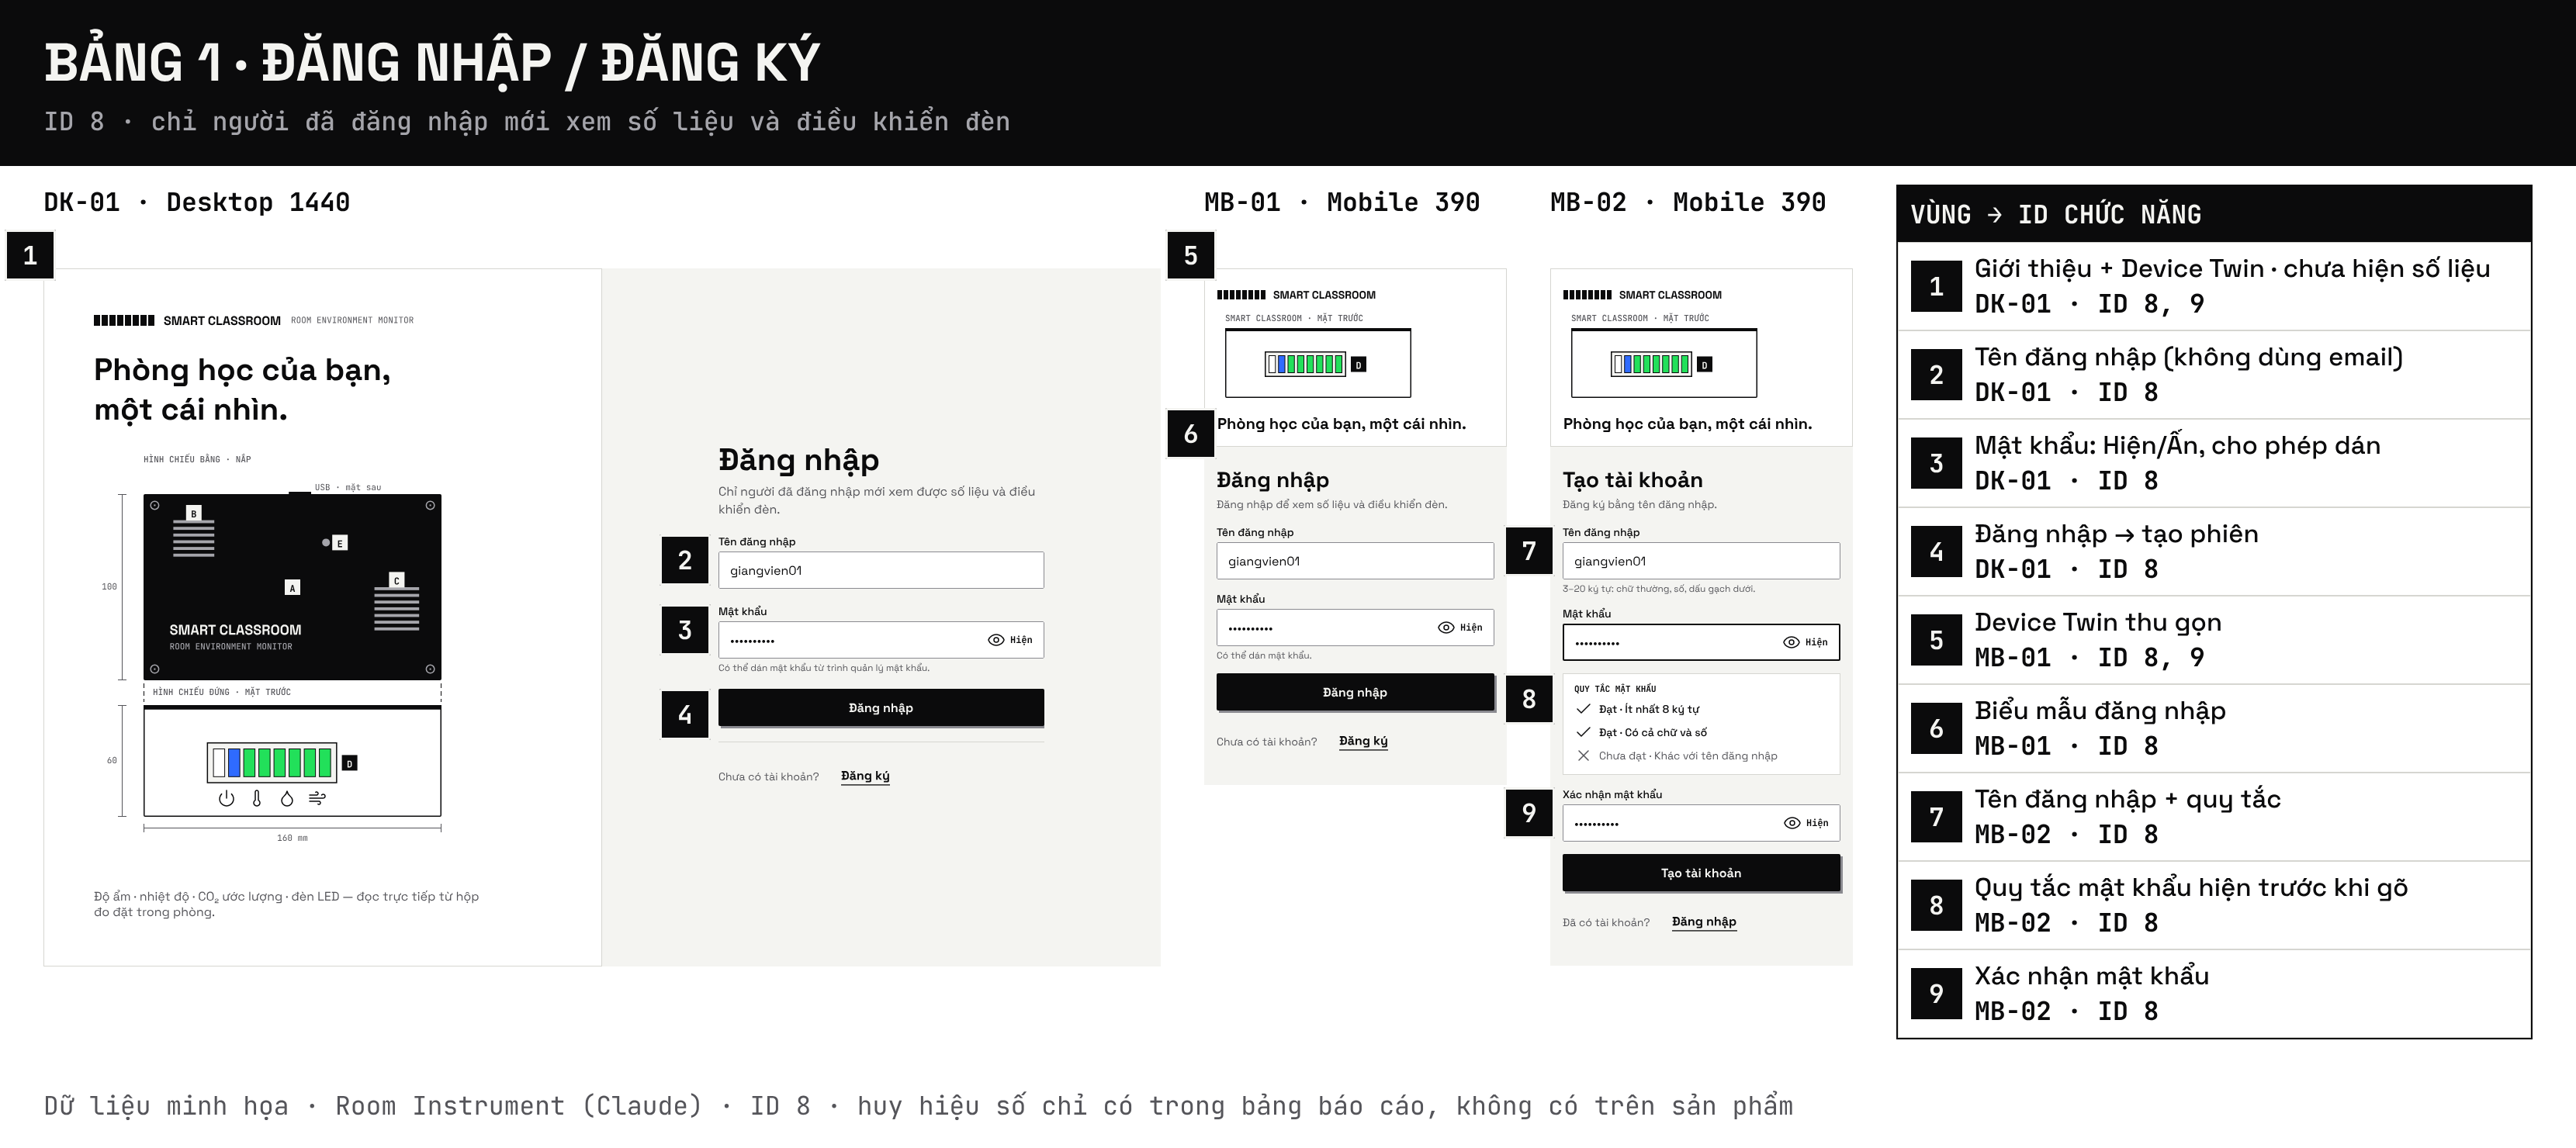 BẢNG 1 · ĐĂNG NHẬP / ĐĂNG KÝ
ID 8 · chỉ người đã đăng nhập mới xem số liệu và điều khiển đèn
DK-01 · Desktop 1440
1
SMART CLASSROOM ROOM ENVIRONMENT MONITOR
Phòng học của bạn,
một cái nhìn.
HÌNH CHIẾU BẰNG · NẮP
USB · mặt sau
B
E
A
C
100
SMART CLASSROOM
ROOM ENVIRONMENT MONITOR
HÌNH CHIẾU ĐỨNG · MẶT TRƯỚC
60
D
160 mm
Độ ẩm · nhiệt độ · CO₂ ước lượng · đèn LED — đọc trực tiếp từ hộp
đo đặt trong phòng.
Đăng nhập
Chỉ người đã đăng nhập mới xem được số liệu và điều
khiển đèn.
2
Tên đăng nhập
giangvien01
3
Mật khẩu
•••••••••• Hiện
Có thể dán mật khẩu từ trình quản lý mật khẩu.
4
Đăng nhập
Chưa có tài khoản? Đăng ký
MB-01 · Mobile 390
5
SMART CLASSROOM
SMART CLASSROOM · MẶT TRƯỚC
D
6
Phòng học của bạn, một cái nhìn.
Đăng nhập
Đăng nhập để xem số liệu và điều khiển đèn.
Tên đăng nhập
giangvien01
Mật khẩu
•••••••••• Hiện
Có thể dán mật khẩu.
Đăng nhập
Chưa có tài khoản? Đăng ký
MB-02 · Mobile 390
SMART CLASSROOM
SMART CLASSROOM · MẶT TRƯỚC
D
Phòng học của bạn, một cái nhìn.
Tạo tài khoản
Đăng ký bằng tên đăng nhập.
7
Tên đăng nhập
giangvien01
3–20 ký tự: chữ thường, số, dấu gạch dưới.
Mật khẩu
•••••••••• Hiện
8
QUY TẮC MẬT KHẨU
Đạt · Ít nhất 8 ký tự
Đạt · Có cả chữ và số
Chưa đạt · Khác với tên đăng nhập
9
Xác nhận mật khẩu
•••••••••• Hiện
Tạo tài khoản
Đã có tài khoản? Đăng nhập
VÙNG → ID CHỨC NĂNG
1
Giới thiệu + Device Twin · chưa hiện số liệu
DK-01 · ID 8, 9
2
Tên đăng nhập (không dùng email)
DK-01 · ID 8
3
Mật khẩu: Hiện/Ẩn, cho phép dán
DK-01 · ID 8
4
Đăng nhập → tạo phiên
DK-01 · ID 8
5
Device Twin thu gọn
MB-01 · ID 8, 9
6
Biểu mẫu đăng nhập
MB-01 · ID 8
7
Tên đăng nhập + quy tắc
MB-02 · ID 8
8
Quy tắc mật khẩu hiện trước khi gõ
MB-02 · ID 8
9
Xác nhận mật khẩu
MB-02 · ID 8
Dữ liệu minh họa · Room Instrument (Claude) · ID 8 · huy hiệu số chỉ có trong bảng báo cáo, không có trên sản phẩm